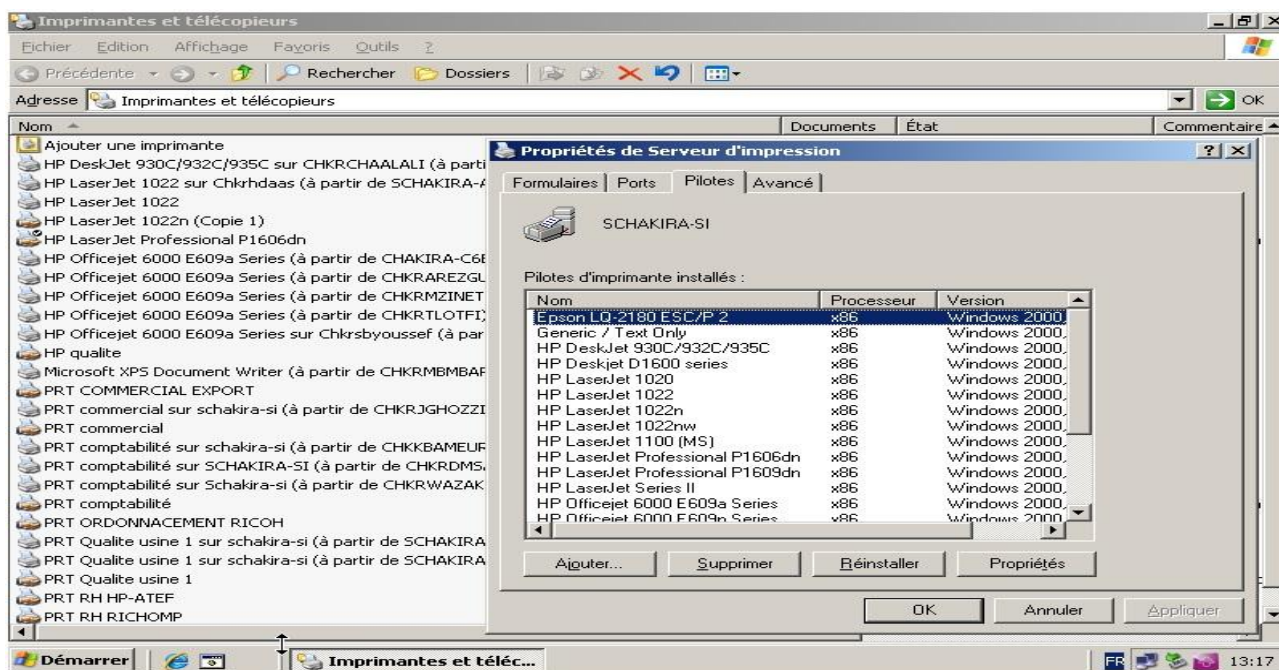 Imprimantes et télécopieurs
Fichier Edition Affichage Favoris Outils ?
Précédente Rechercher Dossiers
Adresse Imprimantes et télécopieurs OK
Nom Documents État Commentaire
Ajouter une imprimante
HP DeskJet 930C/932C/935C sur CHKRCHAALALI (à parti
HP LaserJet 1022 sur Chkrhdaas (à partir de SCHAKIRA-A
HP LaserJet 1022
HP LaserJet 1022n (Copie 1)
HP LaserJet Professional P1606dn
HP Officejet 6000 E609a Series (à partir de CHAKIRA-C6E
HP Officejet 6000 E609a Series (à partir de CHKRAREZGL
HP Officejet 6000 E609a Series (à partir de CHKRMZINET
HP Officejet 6000 E609a Series (à partir de CHKRTLOTFI)
HP Officejet 6000 E609a Series sur Chkrsbyoussef (à par
HP qualite
Microsoft XPS Document Writer (à partir de CHKRMBMBAF
PRT COMMERCIAL EXPORT
PRT commercial sur schakira-si (à partir de CHKRJGHOZZI
PRT commercial
PRT comptabilité sur schakira-si (à partir de CHKKBAMEUR
PRT comptabilité sur SCHAKIRA-SI (à partir de CHKRDMS
PRT comptabilité sur Schakira-si (à partir de CHKRWAZAK
PRT comptabilité
PRT ORDONNACEMENT RICOH
PRT Qualite usine 1 sur schakira-si (à partir de SCHAKIRA
PRT Qualite usine 1 sur schakira-si (à partir de SCHAKIRA
PRT Qualite usine 1
PRT RH HP-ATEF
PRT RH RICHOMP
Propriétés de Serveur d'impression
Formulaires Ports Pilotes Avancé
SCHAKIRA-SI
Pilotes d'imprimante installés :
Nom Processeur Version
Epson LQ-2180 ESC/P 2 x86 Windows 2000,
Generic / Text Only x86 Windows 2000,
HP DeskJet 930C/932C/935C x86 Windows 2000,
HP Deskjet D1600 series x86 Windows 2000,
HP LaserJet 1020 x86 Windows 2000,
HP LaserJet 1022 x86 Windows 2000,
HP LaserJet 1022n x86 Windows 2000,
HP LaserJet 1022nw x86 Windows 2000,
HP LaserJet 1100 (MS) x86 Windows 2000,
HP LaserJet Professional P1606dn x86 Windows 2000,
HP LaserJet Professional P1609dn x86 Windows 2000,
HP LaserJet Series II x86 Windows 2000,
HP Officejet 6000 E609a Series x86 Windows 2000,
HP Officejet 6000 E609n Series x86 Windows 2000
Ajouter... Supprimer Réinstaller Propriétés
OK Annuler Appliquer
Démarrer Imprimantes et téléc... FR 13:17